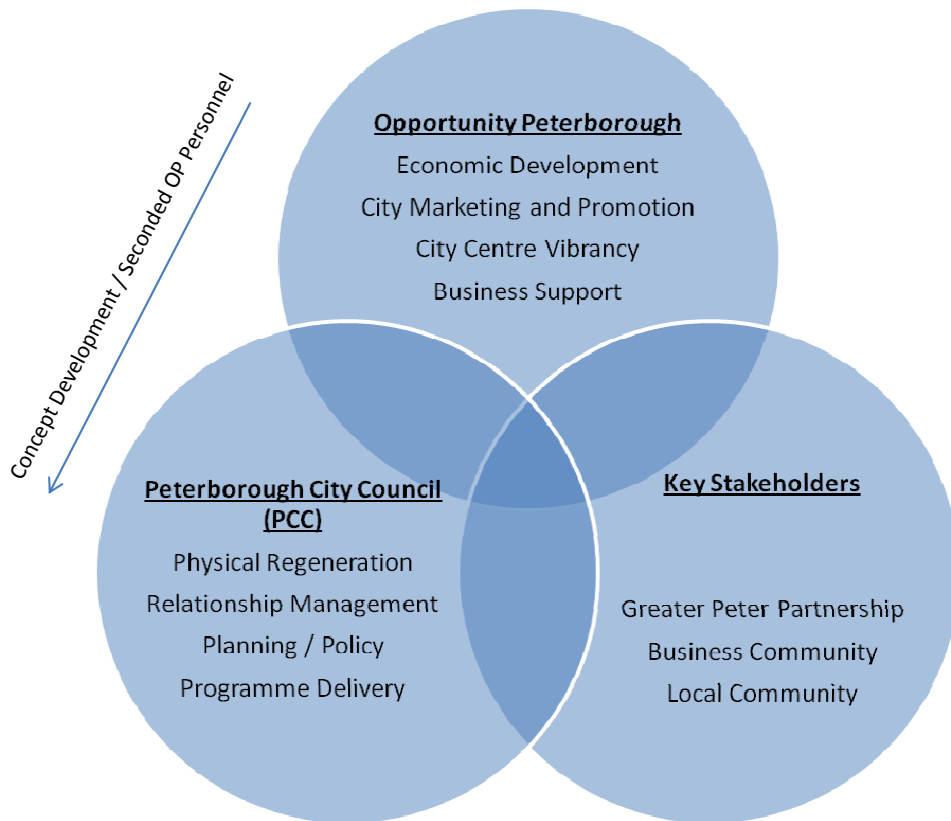 Concept Development / Seconded OP Personnel
Opportunity Peterborough
Economic Development
City Marketing and Promotion
City Centre Vibrancy
Business Support
Peterborough City Council
(PCC)
Physical Regeneration
Relationship Management
Planning / Policy
Programme Delivery
Key Stakeholders
Greater Peter Partnership
Business Community
Local Community